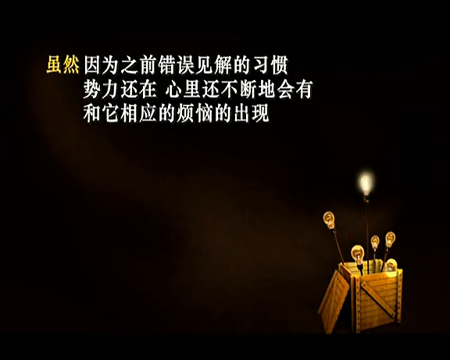 虽然 因为之前错误见解的习惯
势力还在 心里还不断地会有
和它相应的烦恼的出现